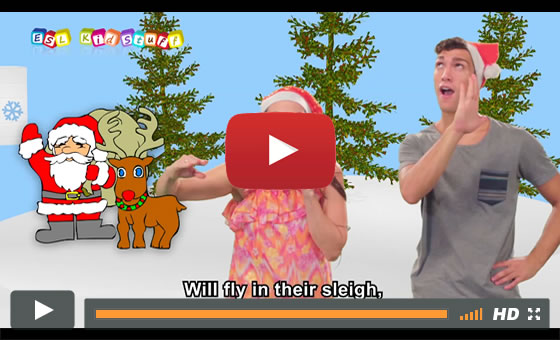 ESL KidStuff
Will fly in their sleigh,
HD